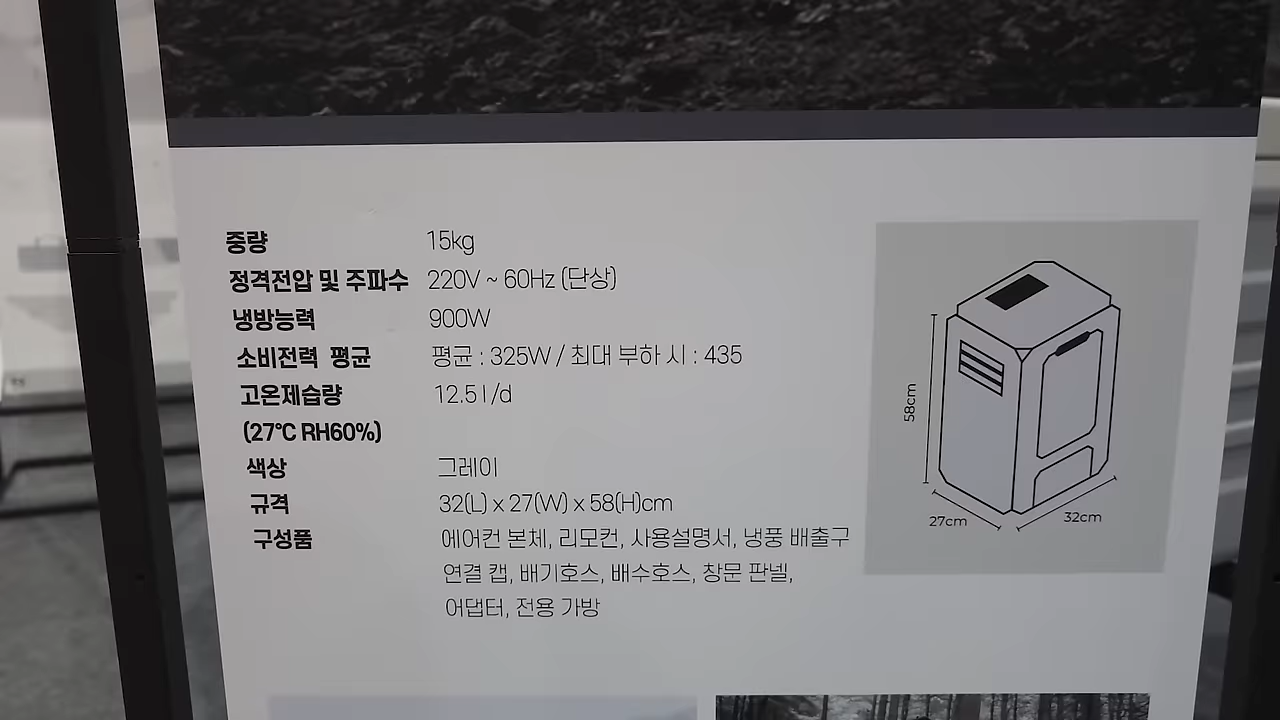 중량 15kg
정격전압 및 주파수 220V ~ 60Hz (단상)
냉방능력 900W
소비전력 평균 평균 : 325W / 최대 부하 시 : 435
고온제습량 12.5 l /d
(27℃ RH60%)
색상 그레이
규격 32(L) x 27(W) x 58(H)cm
구성품 에어컨 본체, 리모컨, 사용설명서, 냉풍 배출구
연결 캡, 배기호스, 배수호스, 창문 판넬,
어댑터, 전용 가방
58cm
27cm
32cm